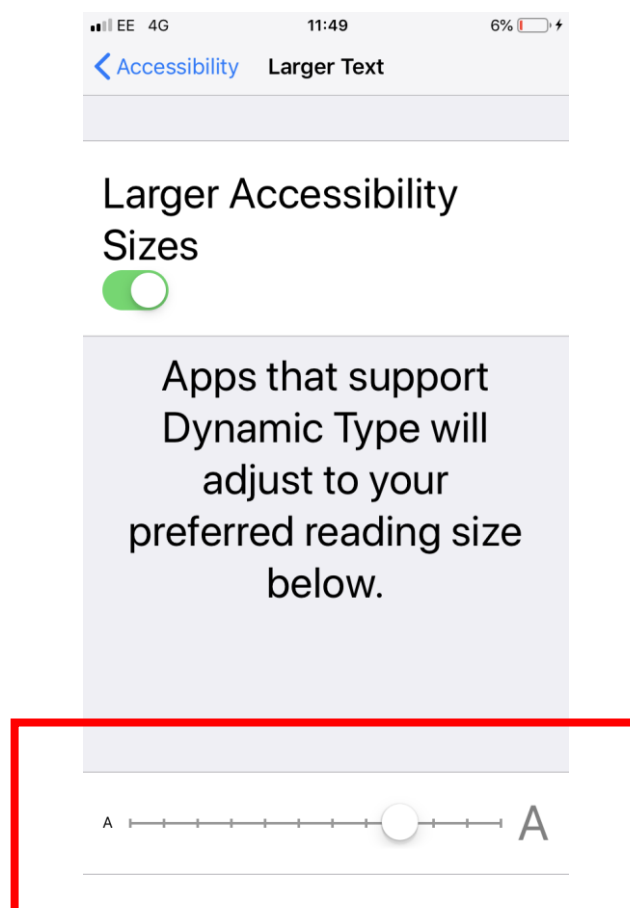 EE 4G 11:49 6%
Accessibility Larger Text
Larger Accessibility
Sizes
Apps that support
Dynamic Type will
adjust to your
preferred reading size
below.
A A